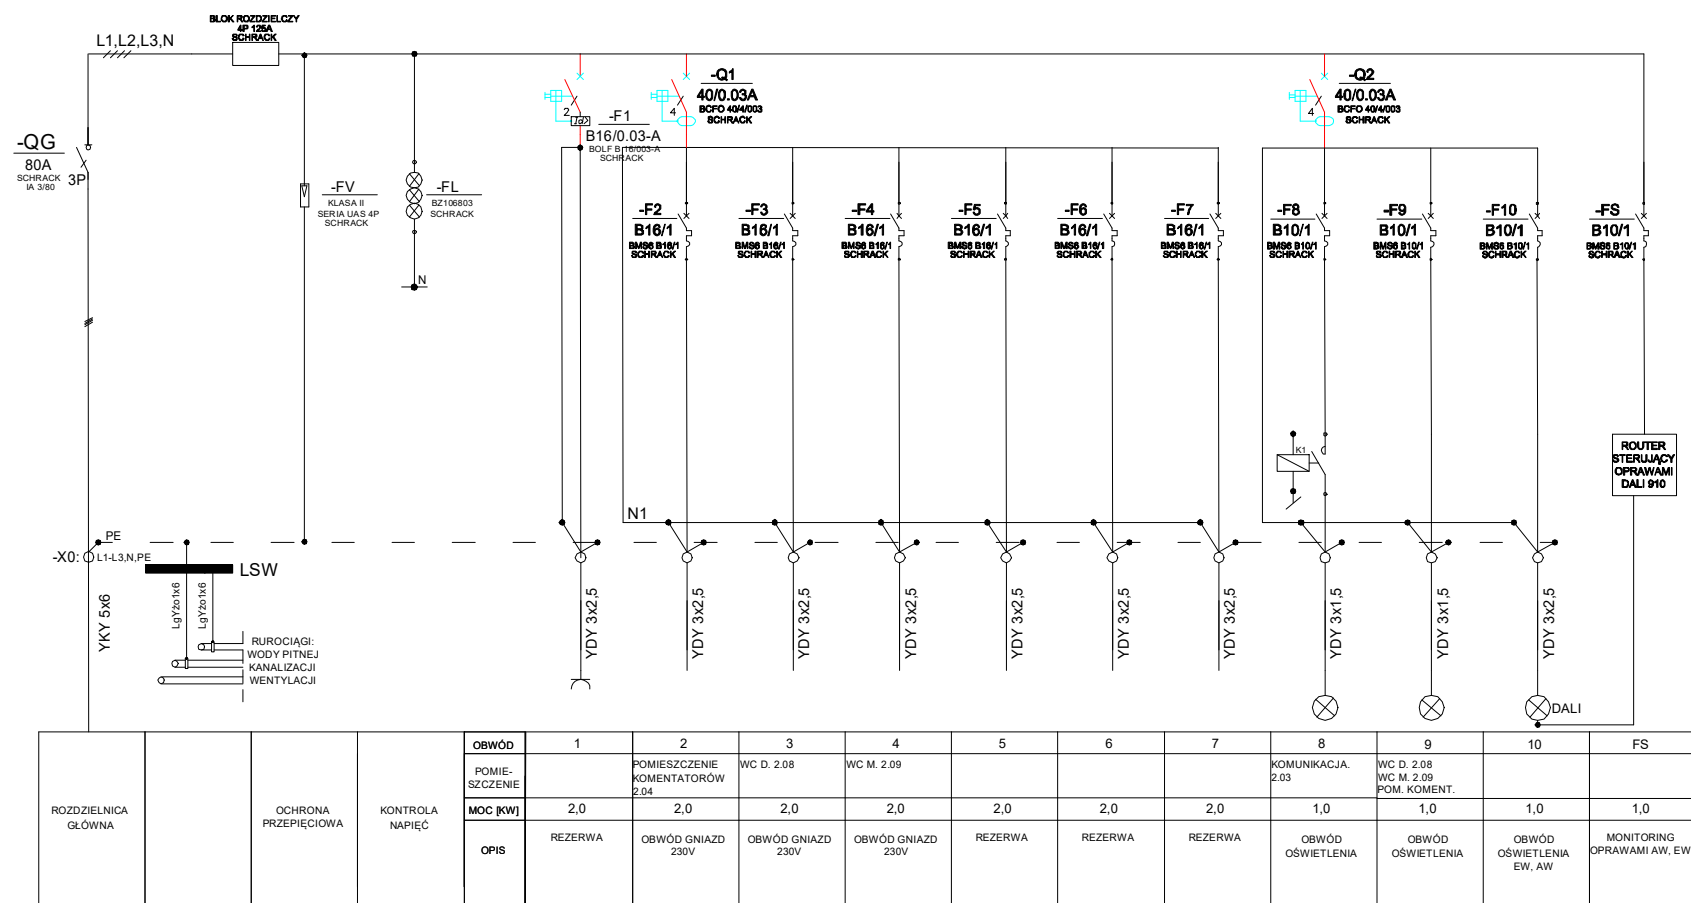 BLOK ROZDZIELCZY
4P 125A
SCHRACK
L1,L2,L3,N
-QG
80A
SCHRACK
IA 3/80
3P
-FV
KLASA II
SERIA UAS 4P
SCHRACK
-FL
BZ106803
SCHRACK
N
2
-F1
B16/0.03-A
BOLF B 16/003-A
SCHRACK
-Q1
40/0.03A
BCFO 40/4/003
SCHRACK
4
-Q2
40/0.03A
BCFO 40/4/003
SCHRACK
4
-F2
B16/1
BMS6 B16/1
SCHRACK
-F3
B16/1
BMS6 B16/1
SCHRACK
-F4
B16/1
BMS6 B16/1
SCHRACK
-F5
B16/1
BMS6 B16/1
SCHRACK
-F6
B16/1
BMS6 B16/1
SCHRACK
-F7
B16/1
BMS6 B16/1
SCHRACK
-F8
B10/1
BMS6 B10/1
SCHRACK
-F9
B10/1
BMS6 B10/1
SCHRACK
-F10
B10/1
BMS6 B10/1
SCHRACK
-FS
B10/1
BMS6 B10/1
SCHRACK
K1
ROUTER
STERUJĄCY
OPRAWAMI
DALI 910
N1
PE
-X0:
L1-L3,N,PE
LSW
YKY 5x6
LgYżo1x6
LgYżo1x6
RUROCIĄGI:
WODY PITNEJ
KANALIZACJI
WENTYLACJI
YDY 3x2,5
YDY 3x2,5
YDY 3x2,5
YDY 3x2,5
YDY 3x2,5
YDY 3x2,5
YDY 3x2,5
YDY 3x1,5
YDY 3x1,5
YDY 3x2,5
DALI
OBWÓD 1 2 3 4 5 6 7 8 9 10 FS
POMIE-
SZCZENIE
POMIESZCZENIE
KOMENTATORÓW
2.04
WC D. 2.08
WC M. 2.09
KOMUNIKACJA.
2.03
WC D. 2.08
WC M. 2.09
POM. KOMENT.
MOC [KW] 2,0 2,0 2,0 2,0 2,0 2,0 2,0 1,0 1,0 1,0 1,0
ROZDZIELNICA
GŁÓWNA
OCHRONA
PRZEPIĘCIOWA
KONTROLA
NAPIĘĆ
OPIS
REZERWA
OBWÓD GNIAZD
230V
OBWÓD GNIAZD
230V
OBWÓD GNIAZD
230V
REZERWA
REZERWA
REZERWA
OBWÓD
OŚWIETLENIA
OBWÓD
OŚWIETLENIA
OBWÓD
OŚWIETLENIA
EW, AW
MONITORING
OPRAWAMI AW, EW